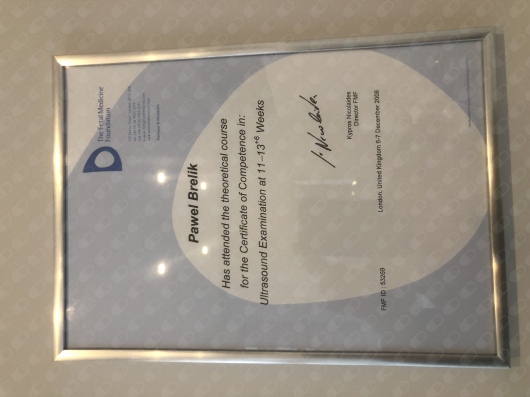 The Fetal Medicine
Foundation
Pawel Brelik
Has attended the theoretical course
for the Certificate of Competence in:
Ultrasound Examination at 11–13⁺⁶ Weeks
Kypros Nicolaides
Director FMF
London, United Kingdom 6-7 December 2008
FMF ID : 53269